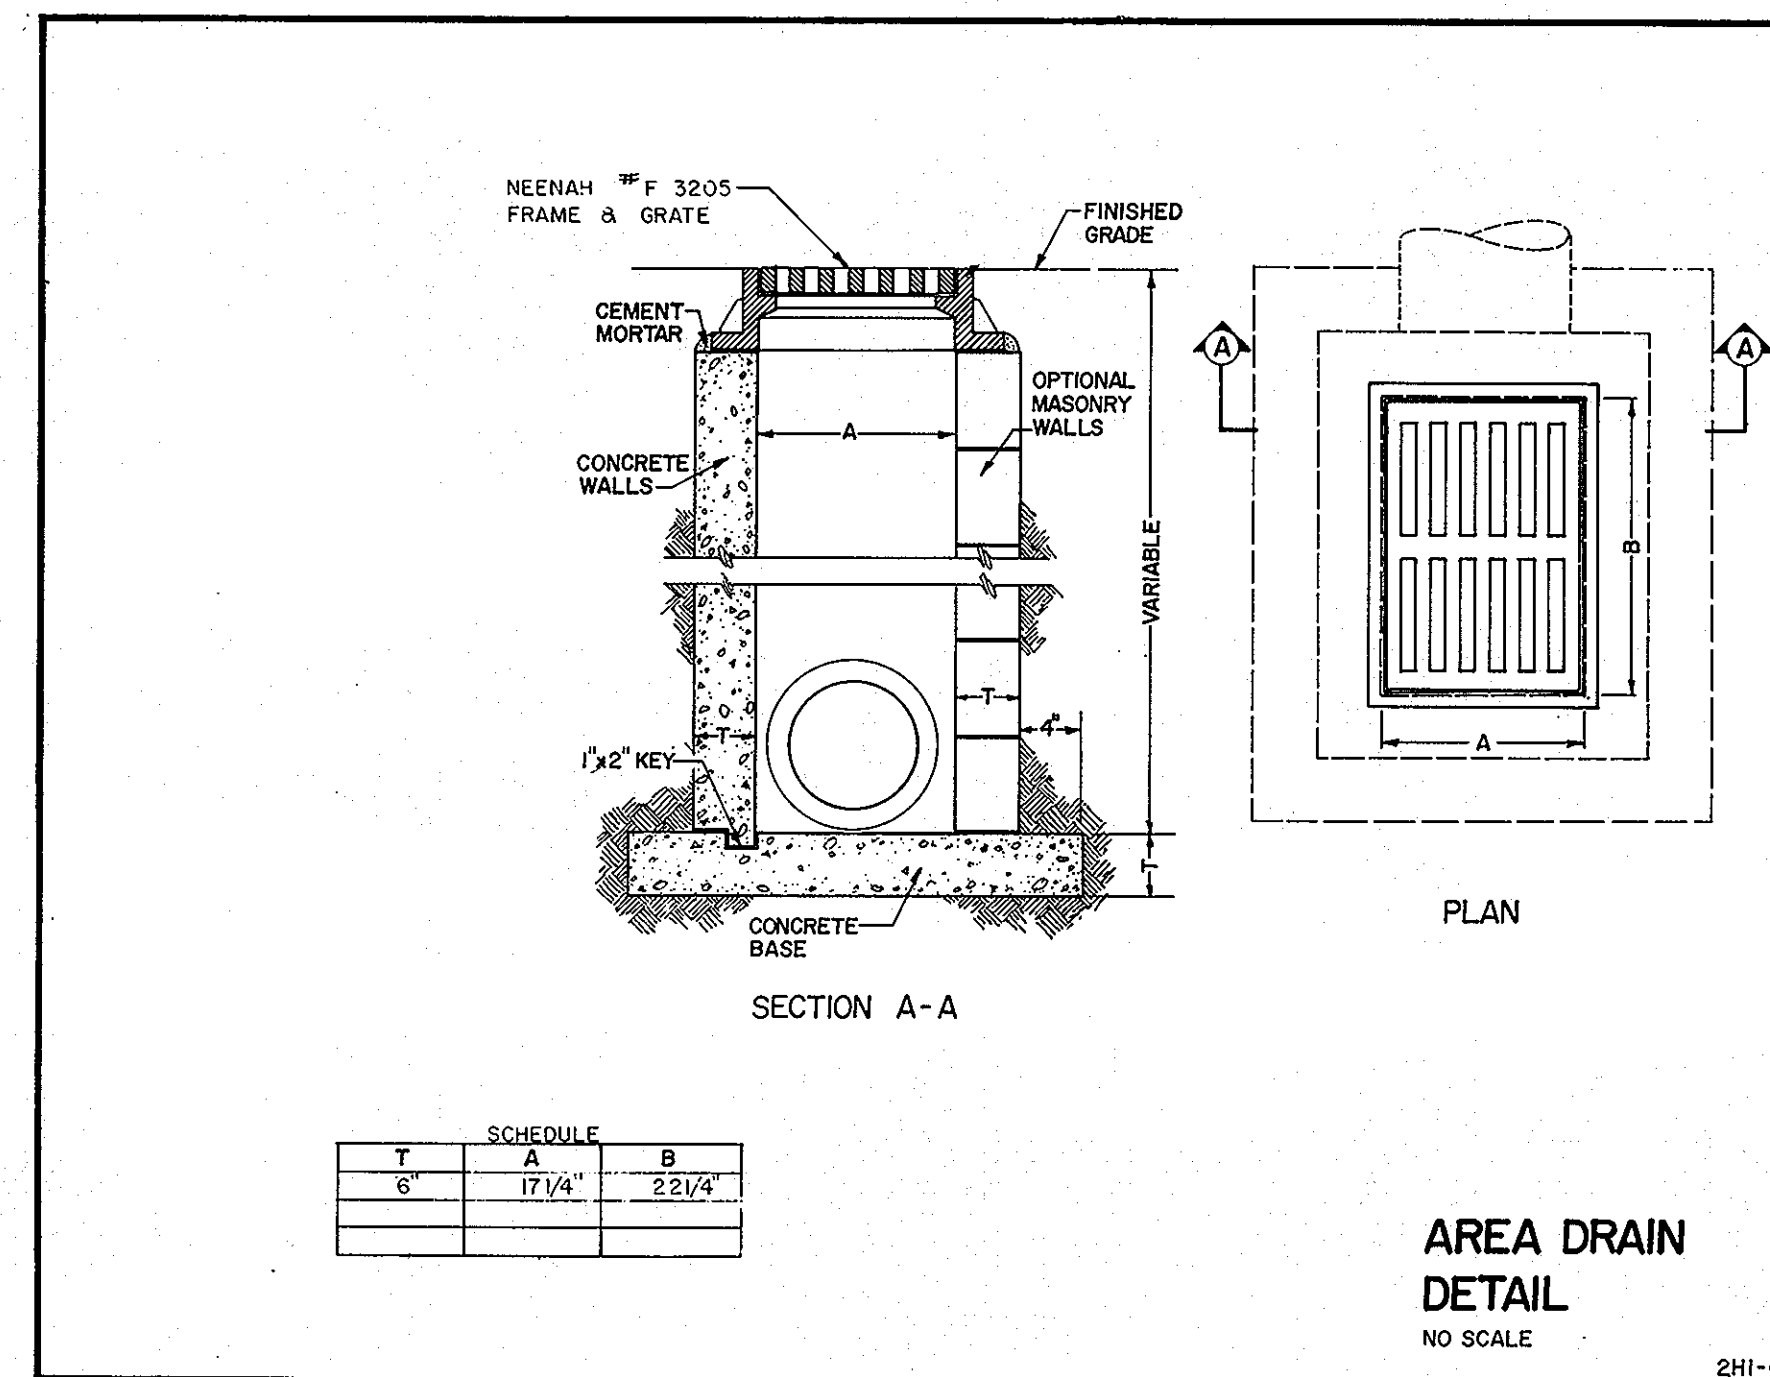 NEENAH # F 3205
FRAME & GRATE
FINISHED
GRADE
CEMENT
MORTAR
OPTIONAL
MASONRY
WALLS
A
CONCRETE
WALLS
VARIABLE
T
T
4"
1"x2" KEY
T
CONCRETE
BASE
SECTION A-A
A
A
B
A
PLAN
SCHEDULE
T A B
6" 17 1/4" 22 1/4"
AREA DRAIN
DETAIL
NO SCALE
2H1-